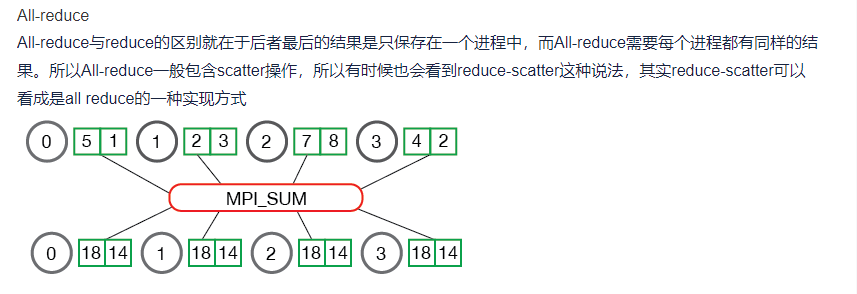 All-reduce
All-reduce与reduce的区别就在于后者最后的结果是只保存在一个进程中，而All-reduce需要每个进程都有同样的结
果。所以All-reduce一般包含scatter操作，所以有时候也会看到reduce-scatter这种说法，其实reduce-scatter可以
看成是all reduce的一种实现方式
0 5 1 1 2 3 2 7 8 3 4 2
MPI_SUM
0 18 14 1 18 14 2 18 14 3 18 14